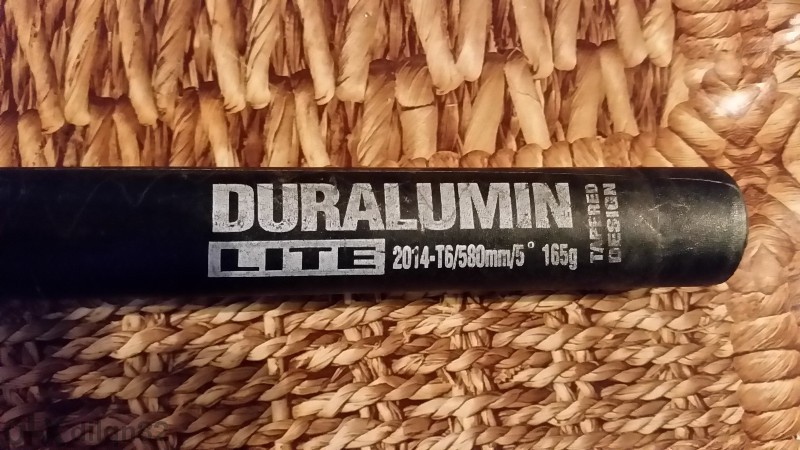 DURALUMIN
LITE 2014-T6/580mm/5° 165g
TAPERED
DESIGN